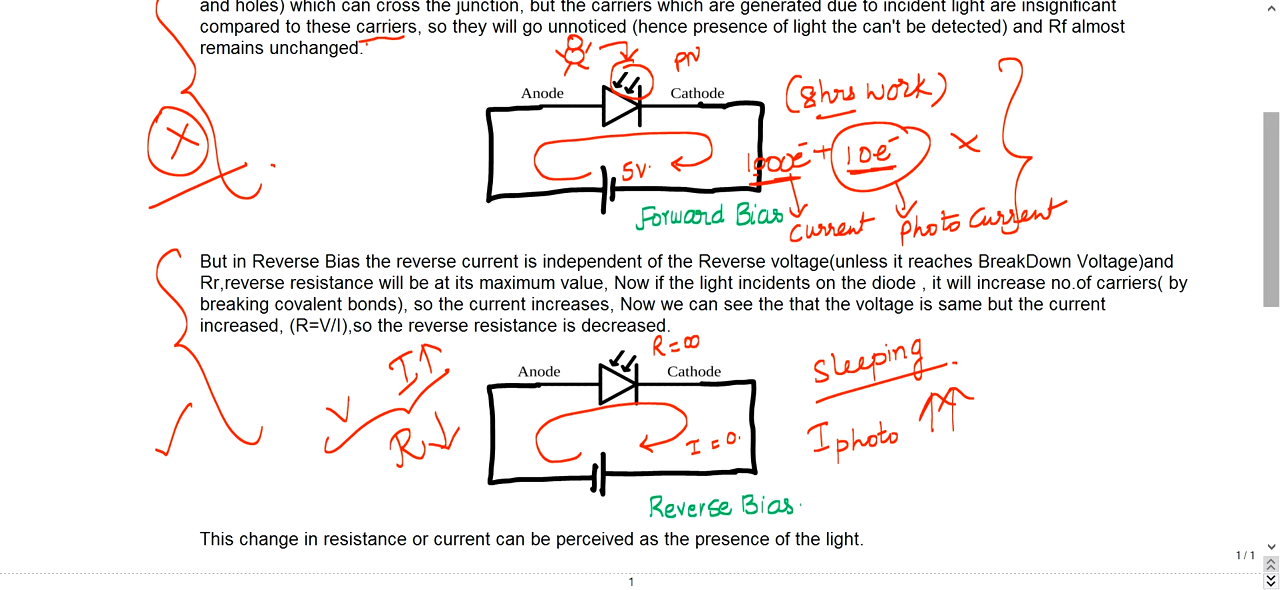 and holes) which can cross the junction, but the carriers which are generated due to incident light are insignificant
compared to these carriers, so they will go unnoticed (hence presence of light the can't be detected) and Rf almost
remains unchanged.
PN
Anode
Cathode
(8hrs work)
1000e⁻ + 10e⁻ ×
5V.
Forward Bias
Current
Photo Current
X
But in Reverse Bias the reverse current is independent of the Reverse voltage(unless it reaches BreakDown Voltage)and
Rr,reverse resistance will be at its maximum value, Now if the light incidents on the diode , it will increase no.of carriers( by
breaking covalent bonds), so the current increases, Now we can see the that the voltage is same but the current
increased, (R=V/I),so the reverse resistance is decreased.
R=∞
Anode
Cathode
Sleeping
I↑
R↓
I = 0.
I photo ↑↑
Reverse Bias.
This change in resistance or current can be perceived as the presence of the light.
1 / 1
1